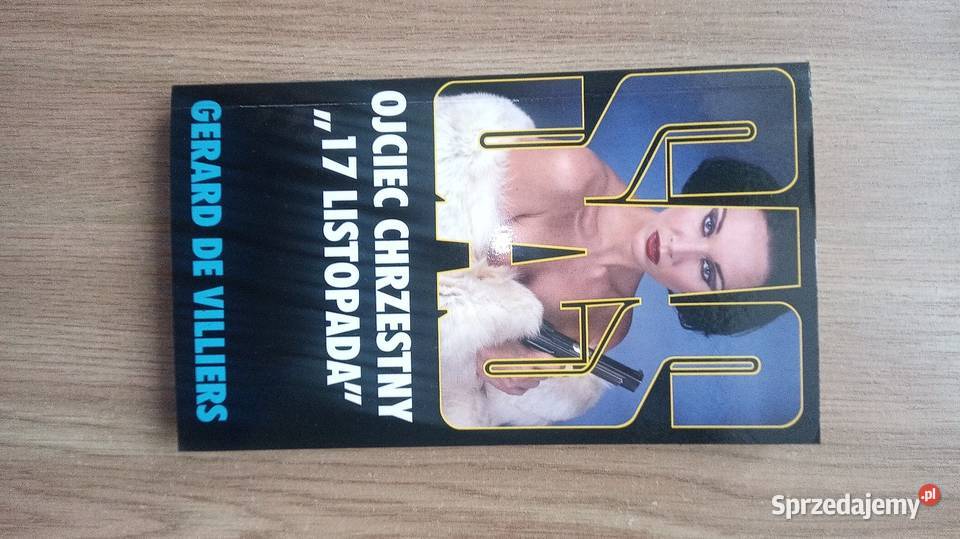 SAS
OJCIEC CHRZESTNY
„17 LISTOPADA”
GERARD DE VILLIERS
Sprzedajemy.pl